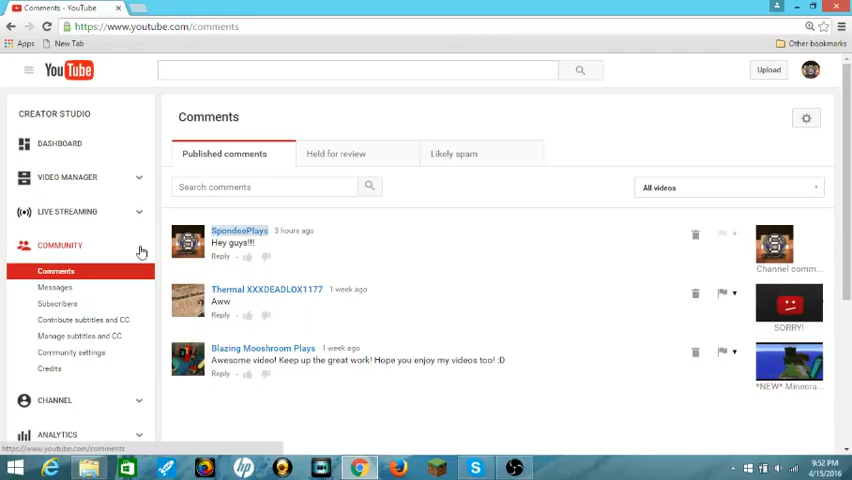 Comments - YouTube
https://www.youtube.com/comments
Apps New Tab Other bookmarks
YouTube Upload
CREATOR STUDIO
DASHBOARD
VIDEO MANAGER
LIVE STREAMING
COMMUNITY
Comments
Messages
Subscribers
Contribute subtitles and CC
Manage subtitles and CC
Community settings
Credits
CHANNEL
ANALYTICS
Comments
Published comments Held for review Likely spam
Search comments All videos
SpondeePlays 3 hours ago
Hey guys!!!!
Reply
Channel comm...
Thermal XXXDEADLOX1177 1 week ago
Aww
Reply
SORRY!
Blazing Mooshroom Plays 1 week ago
Awesome video! Keep up the great work! Hope you enjoy my videos too! :D
Reply
*NEW* Minecra...
https://www.youtube.com/comments
9:52 PM
4/15/2016